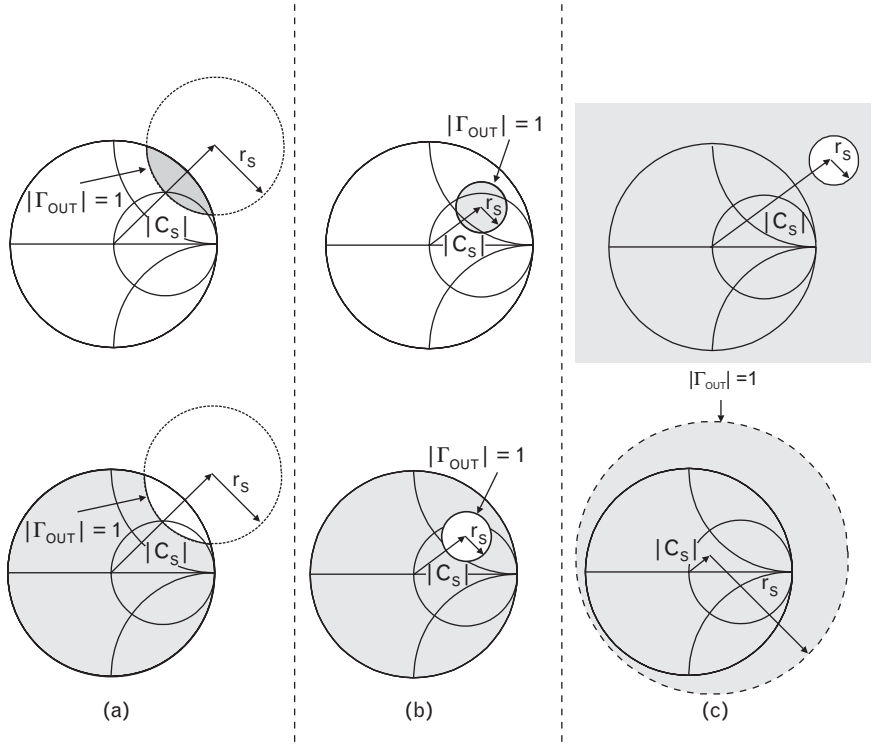 r_S
|Γ_OUT| = 1
|C_S|
|Γ_OUT| = 1
r_S
|C_S|
r_S
|C_S|
r_S
|Γ_OUT| = 1
|C_S|
|Γ_OUT| = 1
r_S
|C_S|
|Γ_OUT| =1
|C_S|
r_S
(a)
(b)
(c)